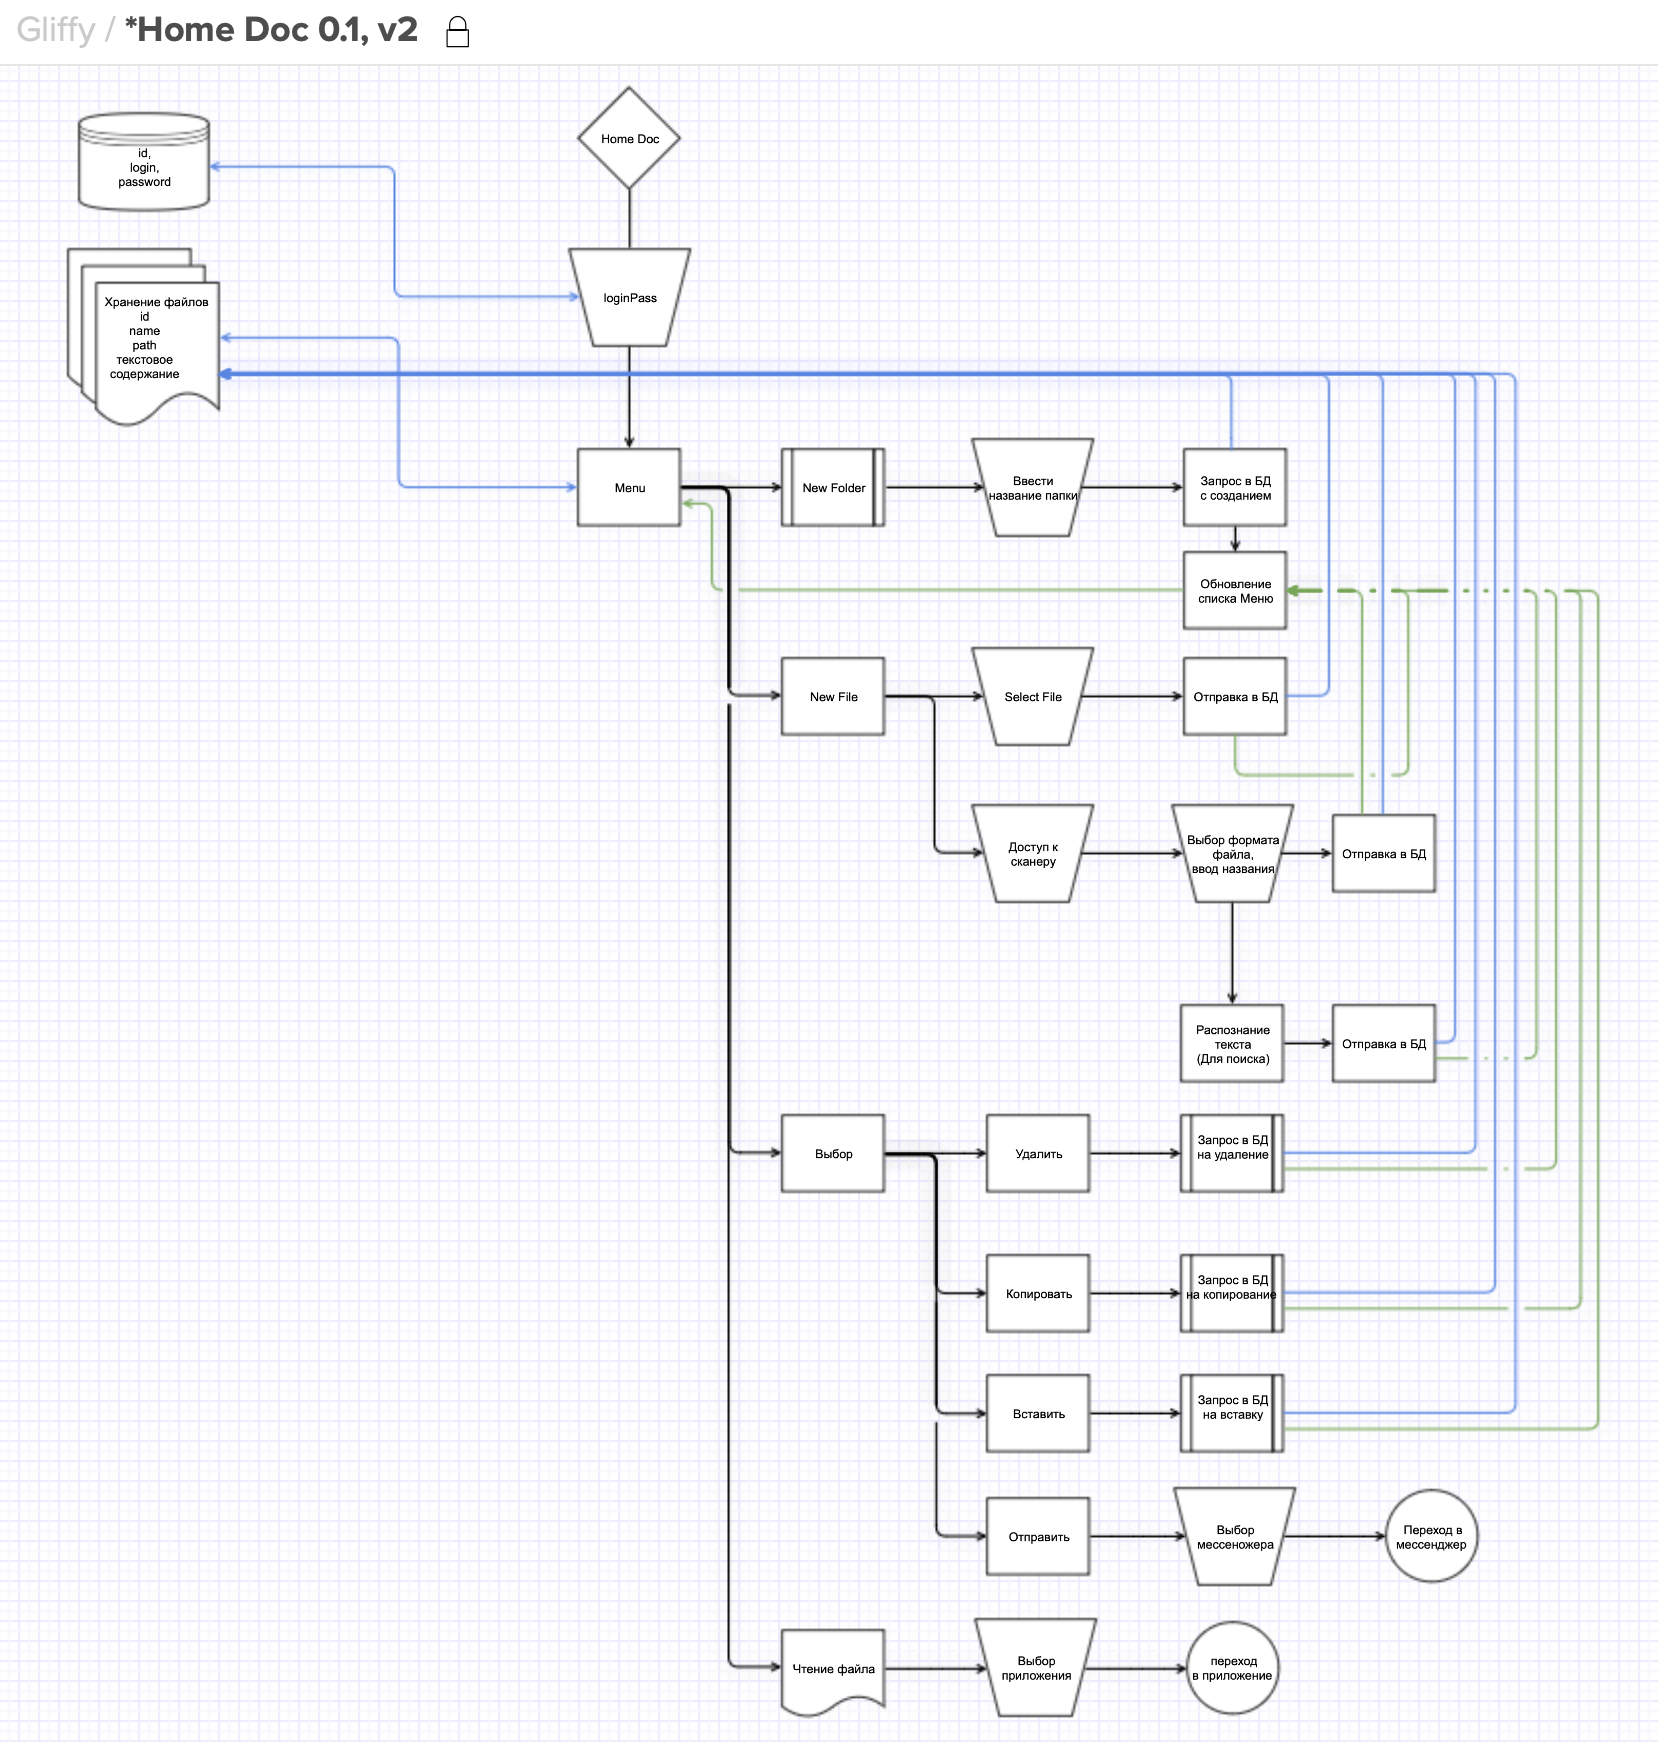 Gliffy / *Home Doc 0.1, v2
Home Doc
id,
login,
password
loginPass
Хранение файлов
id
name
path
текстовое
содержание
Menu
New Folder
Ввести
название папки
Запрос в БД
с созданием
Обновление
списка Меню
New File
Select File
Отправка в БД
Доступ к
сканеру
Выбор формата
файла,
ввод названия
Отправка в БД
Распознание
текста
(Для поиска)
Отправка в БД
Выбор
Удалить
Запрос в БД
на удаление
Копировать
Запрос в БД
на копирование
Вставить
Запрос в БД
на вставку
Отправить
Выбор
мессеножера
Переход в
мессенджер
Чтение файла
Выбор
приложения
переход
в приложение